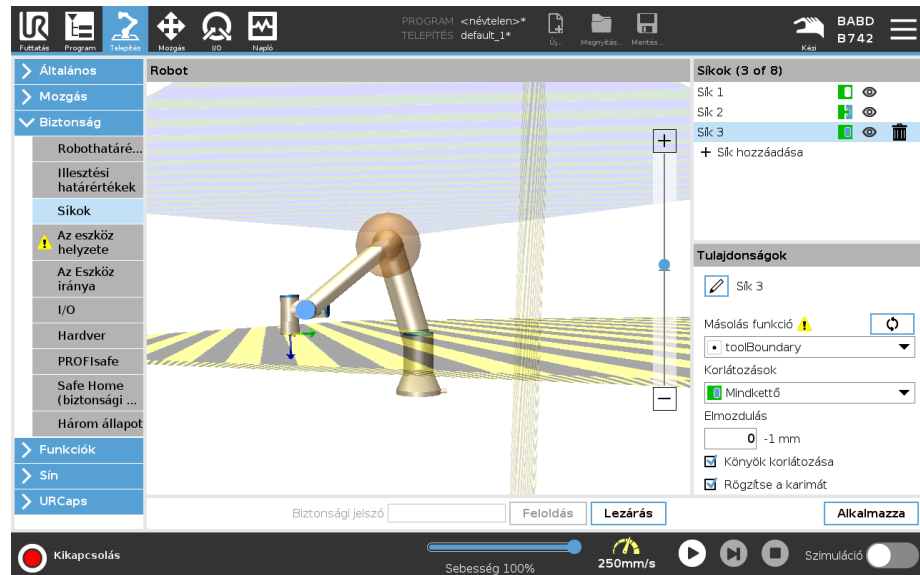 PROGRAM <névtelen>*
TELEPÍTÉS default_1*
BABD
B742
Futtatás Program Telepítés Mozgás I/O Napló Új... Megnyitás... Mentés... Kézi
Általános
Mozgás
Biztonság
Robothatáré...
Illesztési
határértékek
Síkok
Az eszköz
helyzete
Az Eszköz
iránya
I/O
Hardver
PROFIsafe
Safe Home
(biztonsági ...
Három állapot
Funkciók
Sín
URCaps
Robot
Síkok (3 of 8)
Sík 1
Sík 2
Sík 3
+ Sík hozzáadása
Tulajdonságok
Sík 3
Másolás funkció
toolBoundary
Korlátozások
Mindkettő
Elmozdulás
0 -1 mm
Könyök korlátozása
Rögzítse a karimát
Biztonsági jelszó Feloldás Lezárás Alkalmazza
Kikapcsolás
Sebesség 100%
250mm/s
Szimuláció